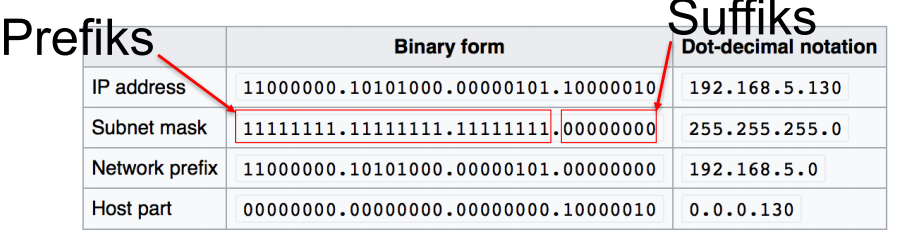 Prefiks
Suffiks
Binary form Dot-decimal notation
IP address 11000000.10101000.00000101.10000010 192.168.5.130
Subnet mask 11111111.11111111.11111111.00000000 255.255.255.0
Network prefix 11000000.10101000.00000101.00000000 192.168.5.0
Host part 00000000.00000000.00000000.10000010 0.0.0.130